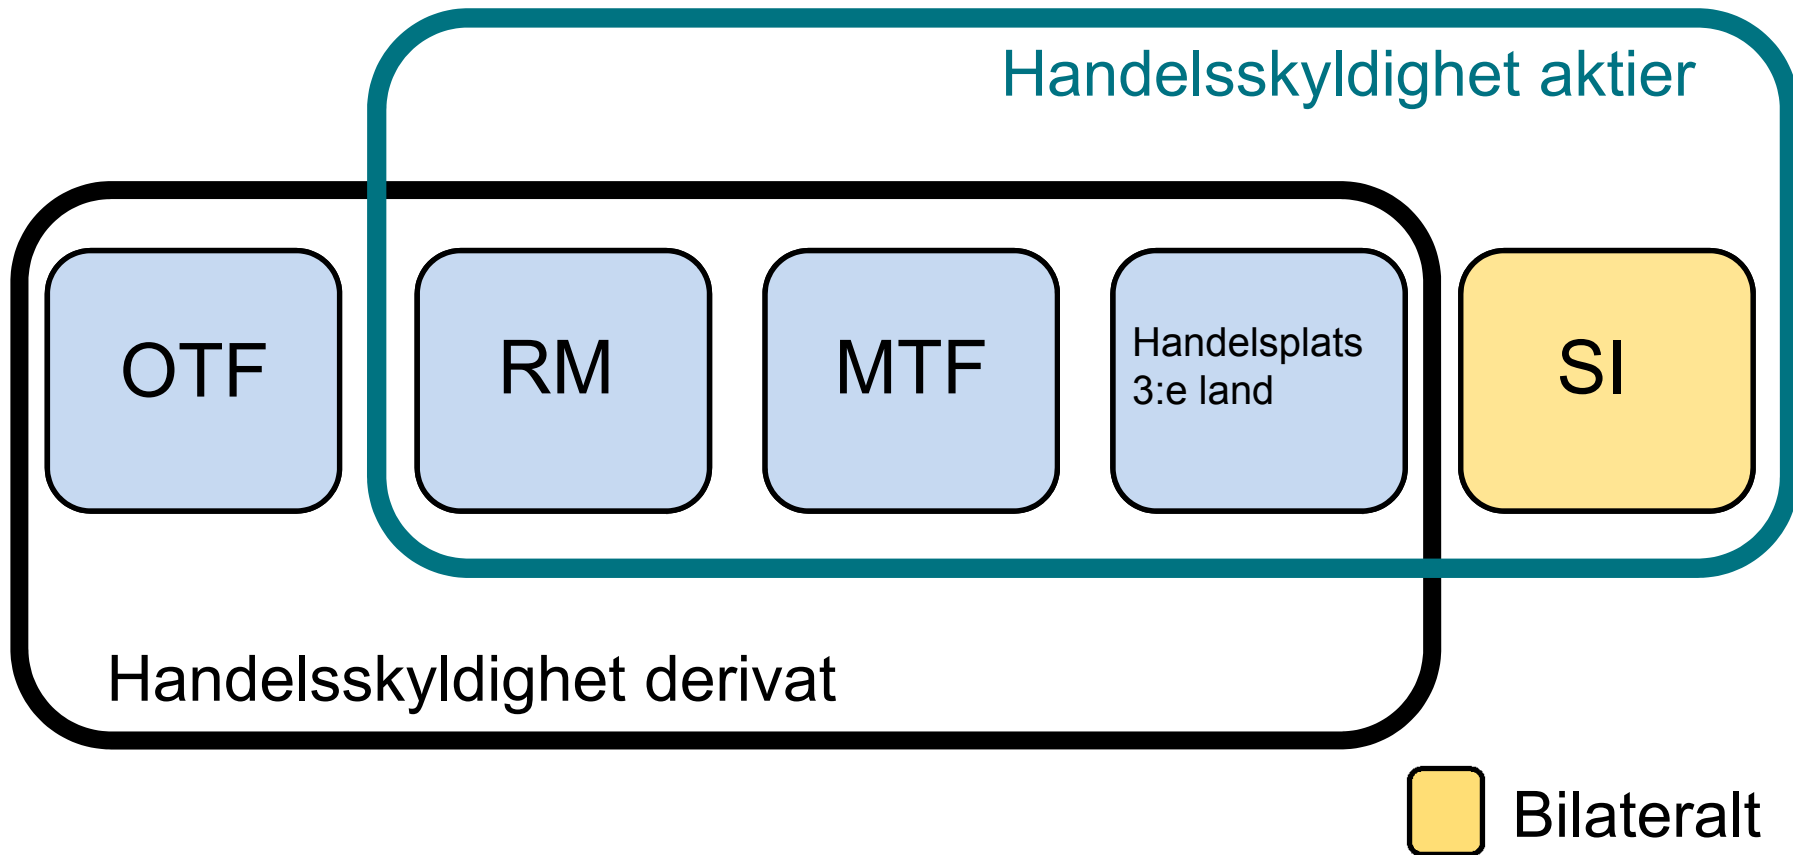 Handelsskyldighet aktier
OTF
RM
MTF
Handelsplats
3:e land
SI
Handelsskyldighet derivat
Bilateralt